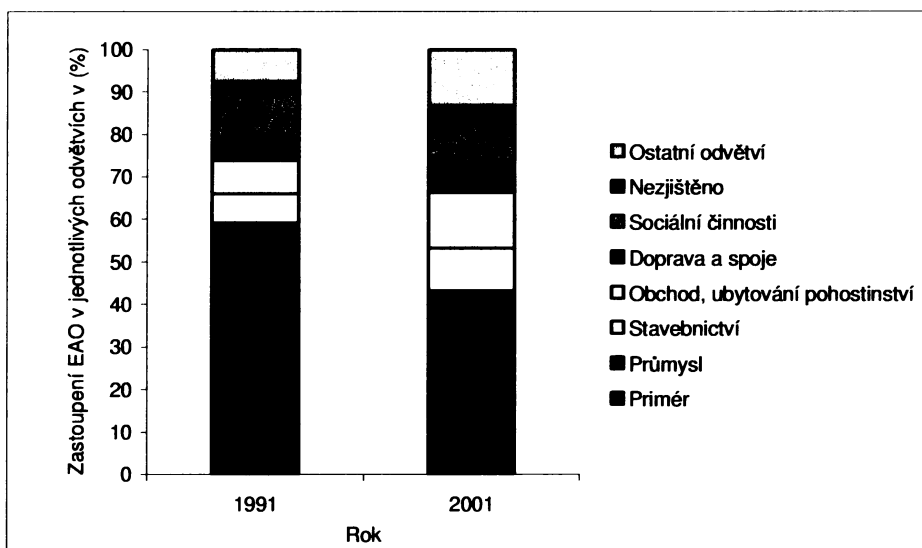 Zastoupení EAO v jednotlivých odvětvích v (%)
100
90
80
70
60
50
40
30
20
10
0
1991
2001
Rok
Ostatní odvětví
Nezjištěno
Sociální činnosti
Doprava a spoje
Obchod, ubytování pohostinství
Stavebnictví
Průmysl
Primér